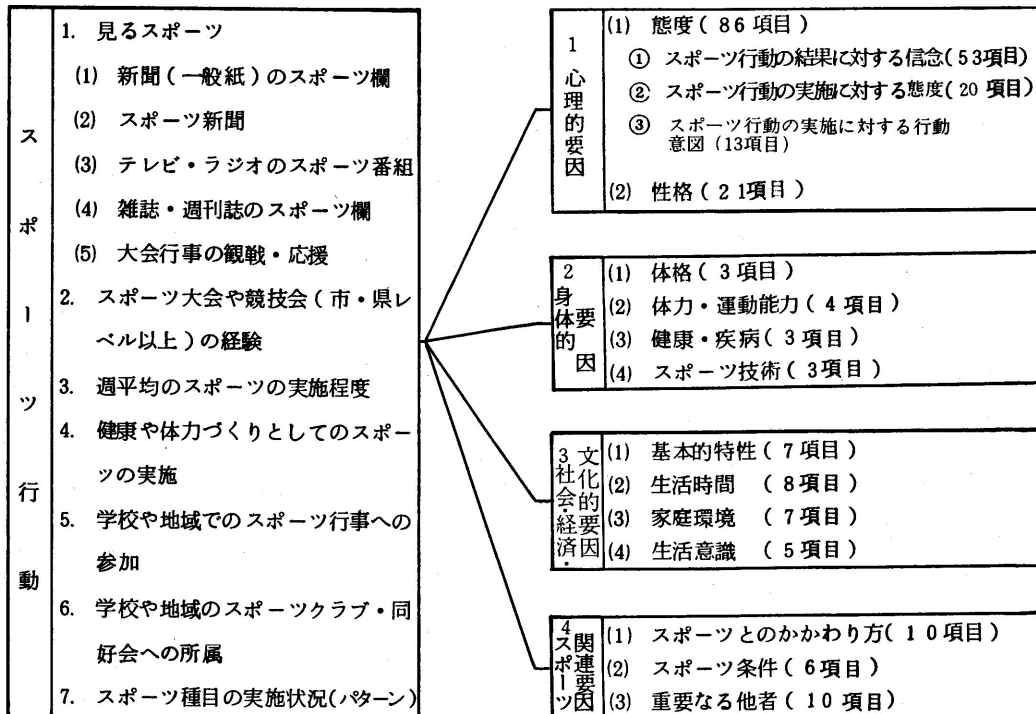 スポーツ行動
1. 見るスポーツ
(1) 新聞(一般紙)のスポーツ欄
(2) スポーツ新聞
(3) テレビ・ラジオのスポーツ番組
(4) 雑誌・週刊誌のスポーツ欄
(5) 大会行事の観戦・応援
2. スポーツ大会や競技会(市・県レ
ベル以上)の経験
3. 週平均のスポーツの実施程度
4. 健康や体力づくりとしてのスポー
ツの実施
5. 学校や地域でのスポーツ行事への
参加
6. 学校や地域のスポーツクラブ・同
好会への所属
7. スポーツ種目の実施状況(パターン)
1 心理的要因
(1) 態度(86項目)
① スポーツ行動の結果に対する信念(53項目)
② スポーツ行動の実施に対する態度(20項目)
③ スポーツ行動の実施に対する行動
意図(13項目)
(2) 性格(21項目)
2 身体的
要因
(1) 体格(3項目)
(2) 体力・運動能力(4項目)
(3) 健康・疾病(3項目)
(4) スポーツ技術(3項目)
3 社会・経済・
文化的要因
(1) 基本的特性(7項目)
(2) 生活時間 (8項目)
(3) 家庭環境 (7項目)
(4) 生活意識 (5項目)
4 スポーツ
関連要因
(1) スポーツとのかかわり方(10項目)
(2) スポーツ条件(6項目)
(3) 重要なる他者(10項目)